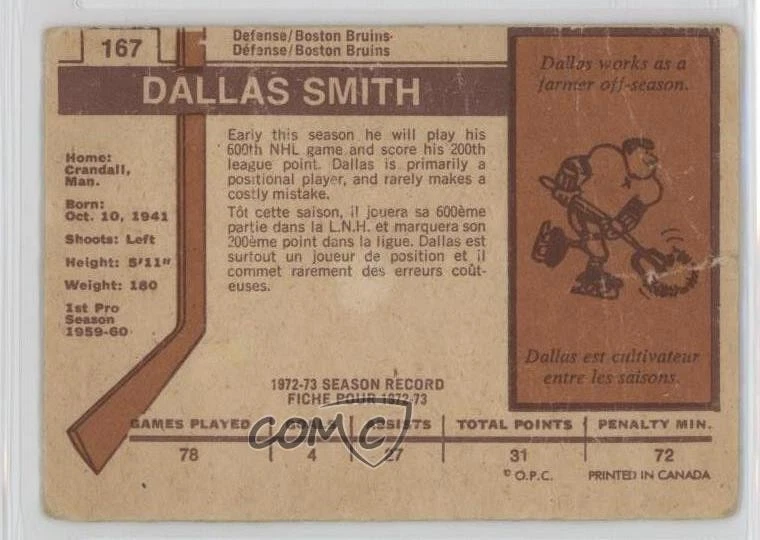 167
Defense/Boston Bruins
Défense/Boston Bruins
DALLAS SMITH
Home:
Crandall,
Man.
Born:
Oct. 10, 1941
Shoots: Left
Height: 5'11"
Weight: 180
1st Pro
Season
1959-60
Early this season he will play his
600th NHL game and score his 200th
league point. Dallas is primarily a
positional player, and rarely makes a
costly mistake.
Tôt cette saison, il jouera sa 600ème
partie dans la L.N.H. et marquera son
200ème point dans la ligue. Dallas est
surtout un joueur de position et il
commet rarement des erreurs coût-
euses.
Dallas works as a
farmer off-season.
Dallas est cultivateur
entre les saisons.
1972-73 SEASON RECORD
FICHE POUR 1972-73
GAMES PLAYED GOALS ASSISTS TOTAL POINTS PENALTY MIN.
78 4 27 31 72
© O.P.C. PRINTED IN CANADA
COMC